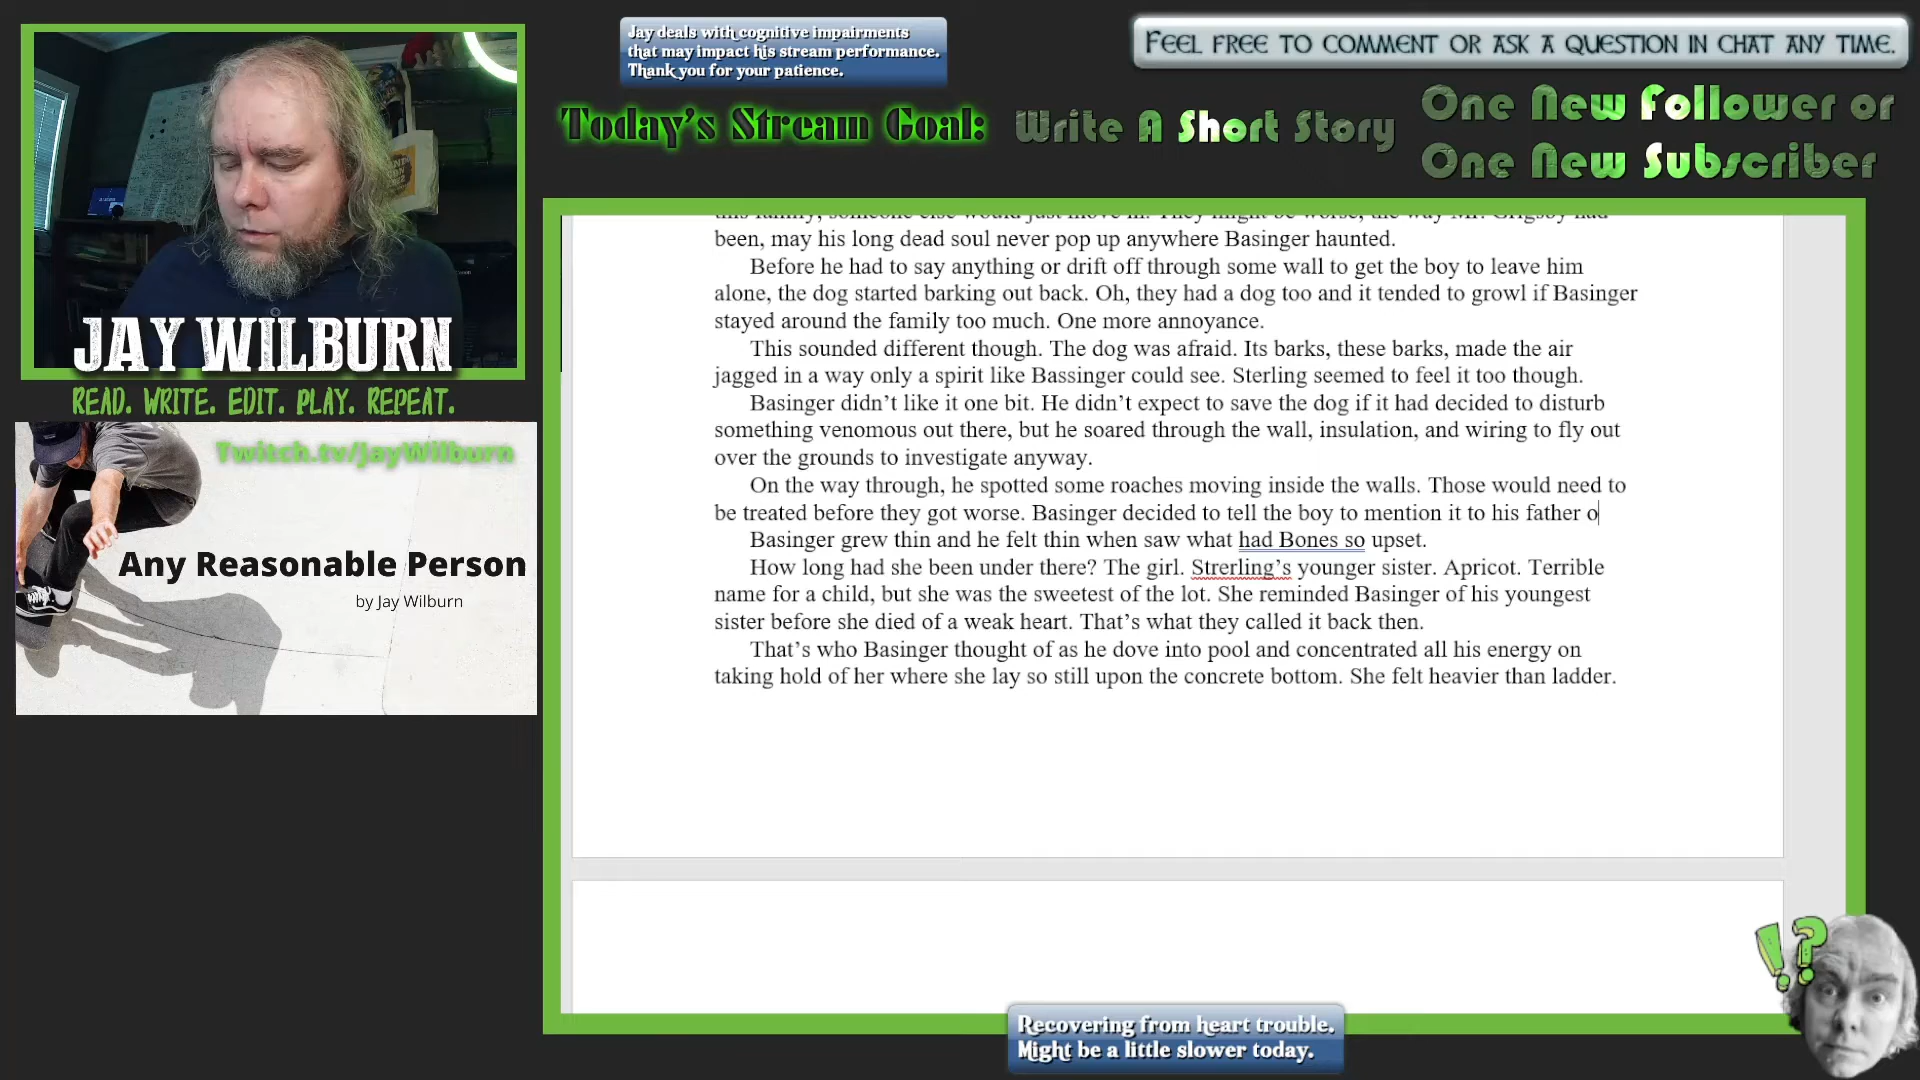 Jay deals with cognitive impairments
that may impact his stream performance.
Thank you for your patience.
FEEL FREE TO COMMENT OR ASK A QUESTION IN CHAT ANY TIME.
Today's Stream Goal:
Write A Short Story
One New Follower or
One New Subscriber
JAY WILBURN
READ. WRITE. EDIT. PLAY. REPEAT.
Twitch.tv/JayWilburn
Any Reasonable Person
by Jay Wilburn
this family, someone else would just move in. They might be worse, the way Mr. Grigsby had
been, may his long dead soul never pop up anywhere Basinger haunted.
Before he had to say anything or drift off through some wall to get the boy to leave him
alone, the dog started barking out back. Oh, they had a dog too and it tended to growl if Basinger
stayed around the family too much. One more annoyance.
This sounded different though. The dog was afraid. Its barks, these barks, made the air
jagged in a way only a spirit like Bassinger could see. Sterling seemed to feel it too though.
Basinger didn’t like it one bit. He didn’t expect to save the dog if it had decided to disturb
something venomous out there, but he soared through the wall, insulation, and wiring to fly out
over the grounds to investigate anyway.
On the way through, he spotted some roaches moving inside the walls. Those would need to
be treated before they got worse. Basinger decided to tell the boy to mention it to his father o
Basinger grew thin and he felt thin when saw what had Bones so upset.
How long had she been under there? The girl. Strerling’s younger sister. Apricot. Terrible
name for a child, but she was the sweetest of the lot. She reminded Basinger of his youngest
sister before she died of a weak heart. That’s what they called it back then.
That’s who Basinger thought of as he dove into pool and concentrated all his energy on
taking hold of her where she lay so still upon the concrete bottom. She felt heavier than ladder.
!?
Recovering from heart trouble.
Might be a little slower today.